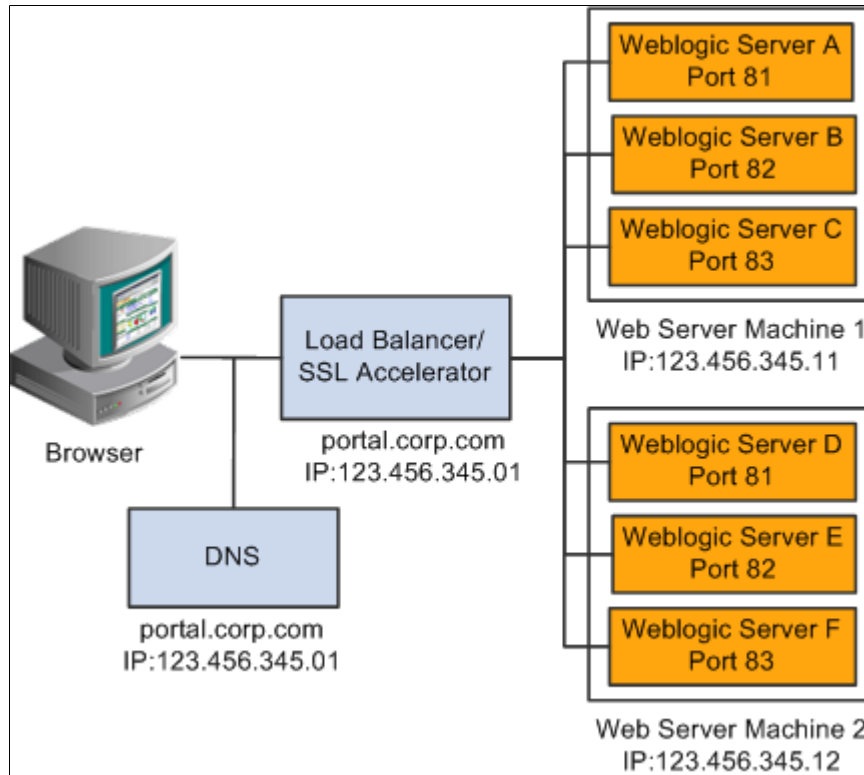 Weblogic Server A
Port 81
Weblogic Server B
Port 82
Weblogic Server C
Port 83
Web Server Machine 1
IP:123.456.345.11
Load Balancer/
SSL Accelerator
portal.corp.com
IP:123.456.345.01
Browser
DNS
portal.corp.com
IP:123.456.345.01
Weblogic Server D
Port 81
Weblogic Server E
Port 82
Weblogic Server F
Port 83
Web Server Machine 2
IP:123.456.345.12